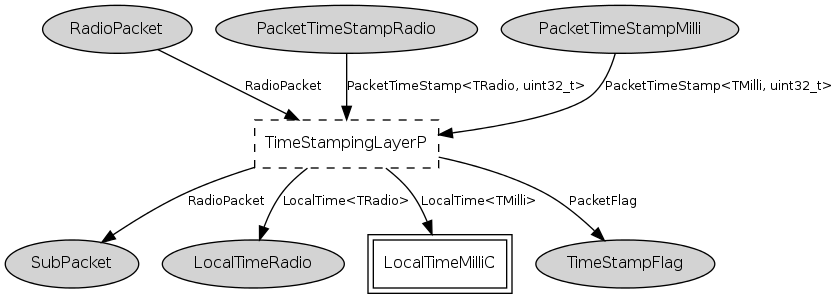 RadioPacket
PacketTimeStampRadio
PacketTimeStampMilli
RadioPacket
PacketTimeStamp<TRadio, uint32_t>
PacketTimeStamp<TMilli, uint32_t>
TimeStampingLayerP
RadioPacket
LocalTime<TRadio>
LocalTime<TMilli>
PacketFlag
SubPacket
LocalTimeRadio
LocalTimeMilliC
TimeStampFlag